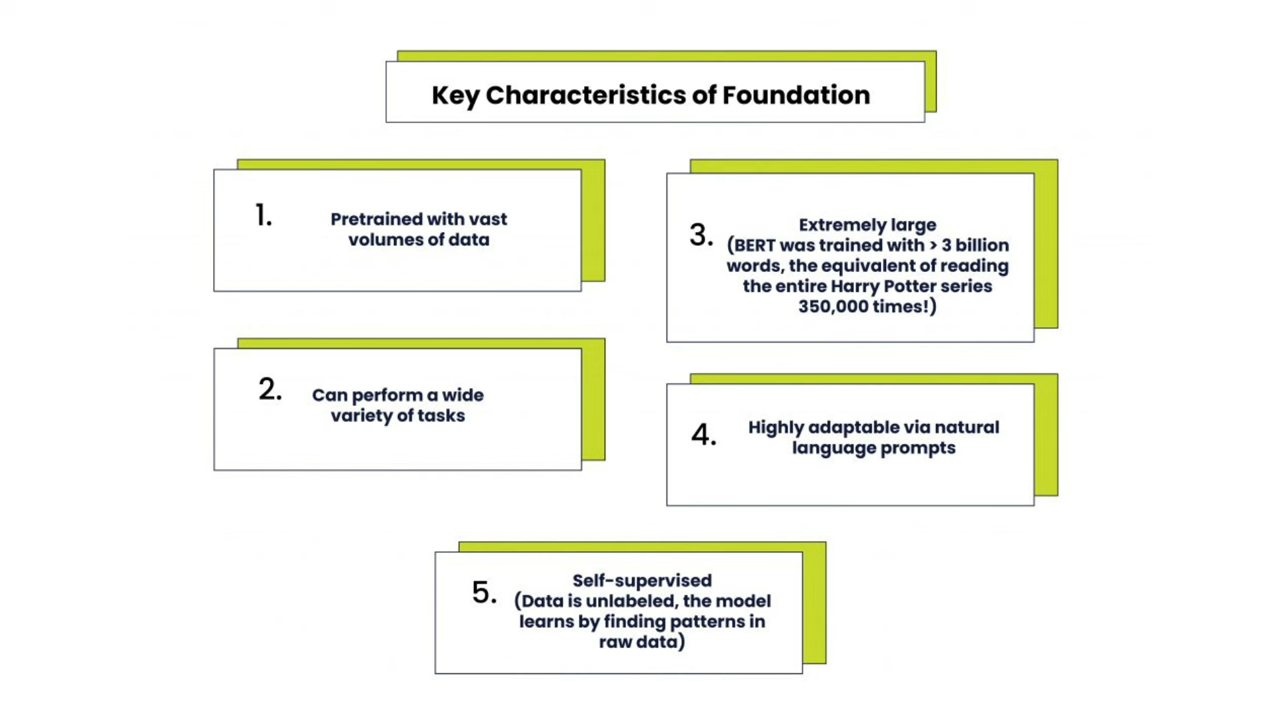 Key Characteristics of Foundation
1.
Pretrained with vast
volumes of data
2.
Can perform a wide
variety of tasks
3.
Extremely large
(BERT was trained with > 3 billion
words, the equivalent of reading
the entire Harry Potter series
350,000 times!)
4.
Highly adaptable via natural
language prompts
5.
Self-supervised
(Data is unlabeled, the model
learns by finding patterns in
raw data)